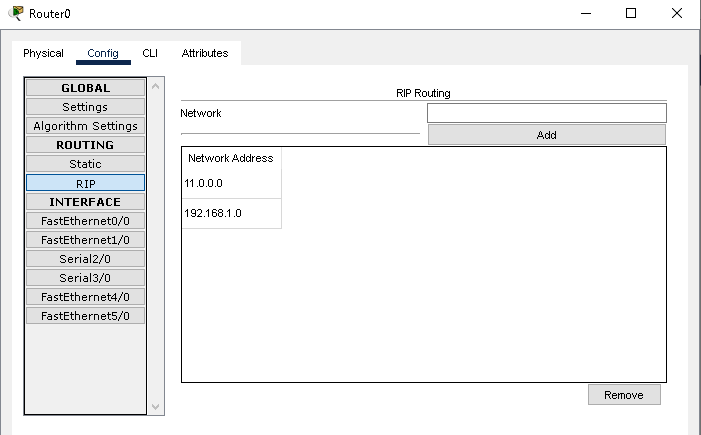 Router0
Physical Config CLI Attributes
GLOBAL
Settings
Algorithm Settings
ROUTING
Static
RIP
INTERFACE
FastEthernet0/0
FastEthernet1/0
Serial2/0
Serial3/0
FastEthernet4/0
FastEthernet5/0
RIP Routing
Network
Add
Network Address
11.0.0.0
192.168.1.0
Remove